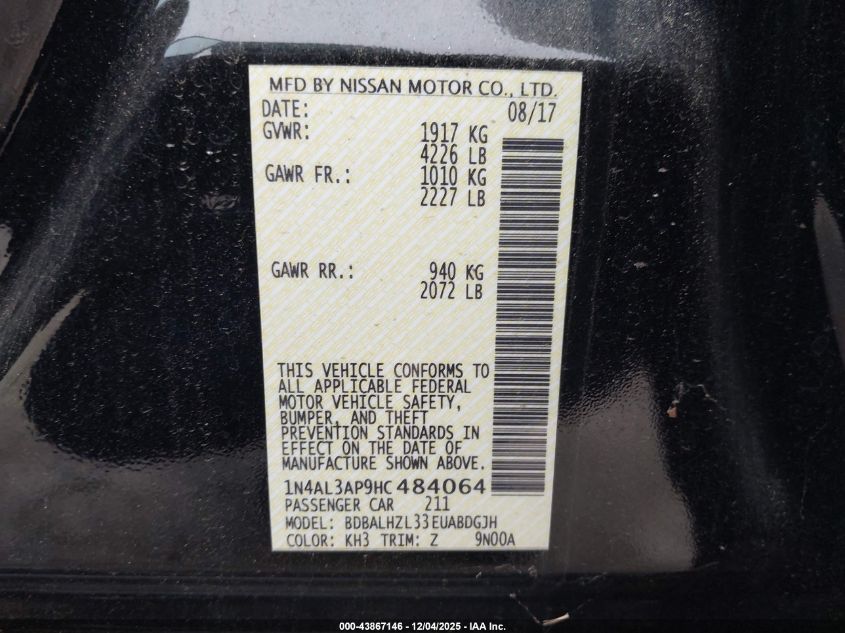 MFD BY NISSAN MOTOR CO., LTD.
DATE: 08/17
GVWR: 1917 KG
4226 LB
GAWR FR.: 1010 KG
2227 LB
GAWR RR.: 940 KG
2072 LB
THIS VEHICLE CONFORMS TO
ALL APPLICABLE FEDERAL
MOTOR VEHICLE SAFETY,
BUMPER, AND THEFT
PREVENTION STANDARDS IN
EFFECT ON THE DATE OF
MANUFACTURE SHOWN ABOVE.
1N4AL3AP9HC484064
PASSENGER CAR 211
MODEL: BDBALHZL33EUABDGJH
COLOR: KH3 TRIM: Z 9N00A
000-43867146 - 12/04/2025 - IAA Inc.